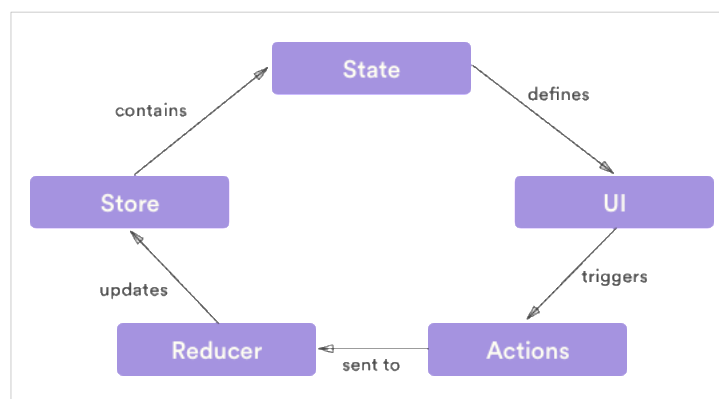 State
defines
contains
Store
UI
triggers
updates
Reducer
sent to
Actions